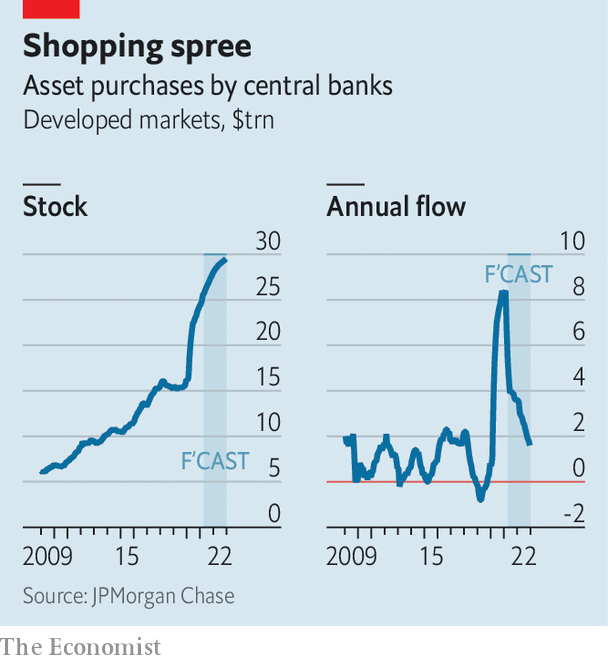 Shopping spree
Asset purchases by central banks
Developed markets, $trn
Stock
30
25
20
15
10
F'CAST
5
0
2009 15 22
Annual flow
10
F'CAST
8
6
4
2
0
-2
2009 15 22
Source: JPMorgan Chase
The Economist